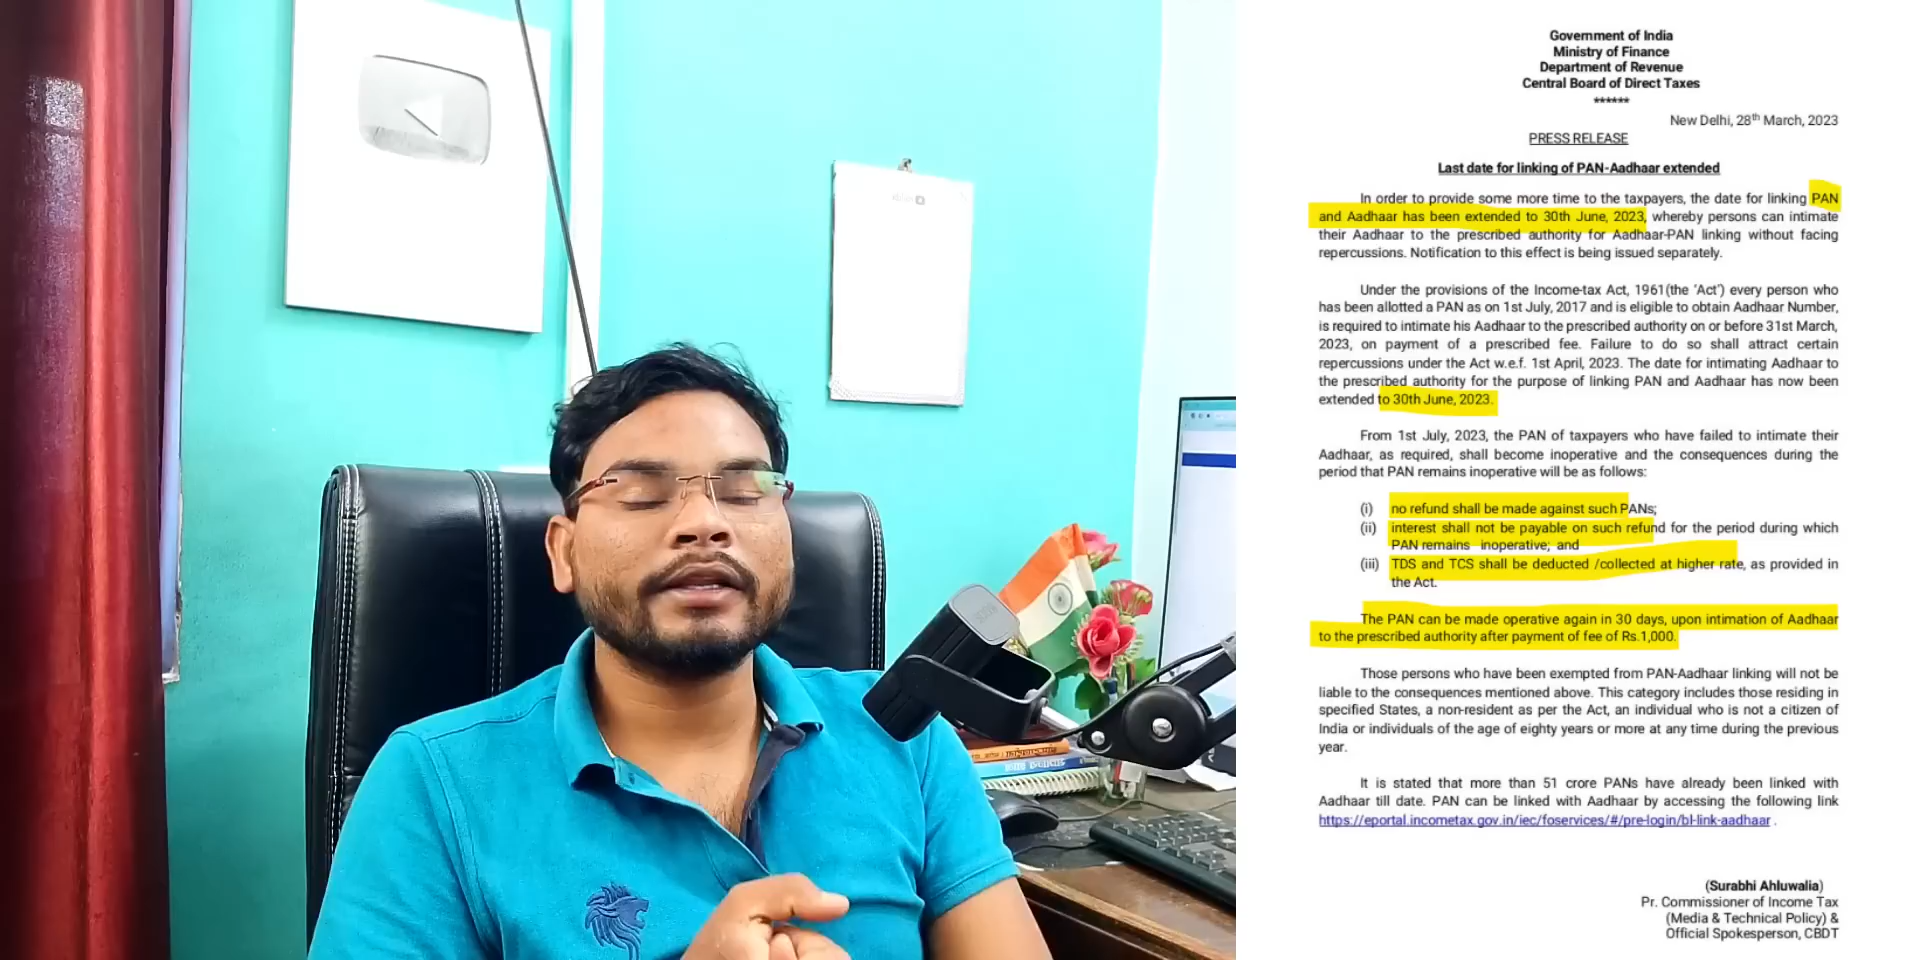 Government of India
Ministry of Finance
Department of Revenue
Central Board of Direct Taxes
******
New Delhi, 28th March, 2023
PRESS RELEASE
Last date for linking of PAN-Aadhaar extended
In order to provide some more time to the taxpayers, the date for linking PAN
and Aadhaar has been extended to 30th June, 2023, whereby persons can intimate
their Aadhaar to the prescribed authority for Aadhaar-PAN linking without facing
repercussions. Notification to this effect is being issued separately.
Under the provisions of the Income-tax Act, 1961(the 'Act') every person who
has been allotted a PAN as on 1st July, 2017 and is eligible to obtain Aadhaar Number,
is required to intimate his Aadhaar to the prescribed authority on or before 31st March,
2023, on payment of a prescribed fee. Failure to do so shall attract certain
repercussions under the Act w.e.f. 1st April, 2023. The date for intimating Aadhaar to
the prescribed authority for the purpose of linking PAN and Aadhaar has now been
extended to 30th June, 2023.
From 1st July, 2023, the PAN of taxpayers who have failed to intimate their
Aadhaar, as required, shall become inoperative and the consequences during the
period that PAN remains inoperative will be as follows:
(i) no refund shall be made against such PANs;
(ii) interest shall not be payable on such refund for the period during which
PAN remains inoperative; and
(iii) TDS and TCS shall be deducted /collected at higher rate, as provided in
the Act.
The PAN can be made operative again in 30 days, upon intimation of Aadhaar
to the prescribed authority after payment of fee of Rs.1,000.
Those persons who have been exempted from PAN-Aadhaar linking will not be
liable to the consequences mentioned above. This category includes those residing in
specified States, a non-resident as per the Act, an individual who is not a citizen of
India or individuals of the age of eighty years or more at any time during the previous
year.
It is stated that more than 51 crore PANs have already been linked with
Aadhaar till date. PAN can be linked with Aadhaar by accessing the following link
https://eportal.incometax.gov.in/iec/foservices/#/pre-login/bl-link-aadhaar .
(Surabhi Ahluwalia)
Pr. Commissioner of Income Tax
(Media & Technical Policy) &
Official Spokesperson, CBDT